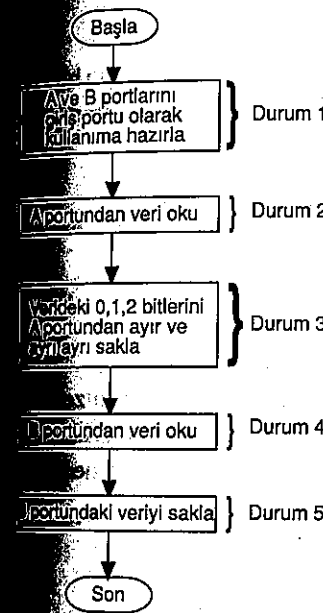 Başla
A ve B portlarını
giriş portu olarak
kullanıma hazırla
Durum 1
A portundan veri oku
Durum 2
Verideki 0,1,2 bitlerini
A portundan ayır ve
ayrı ayrı sakla
Durum 3
portundan veri oku
Durum 4
portundaki veriyi sakla
Durum 5
Son